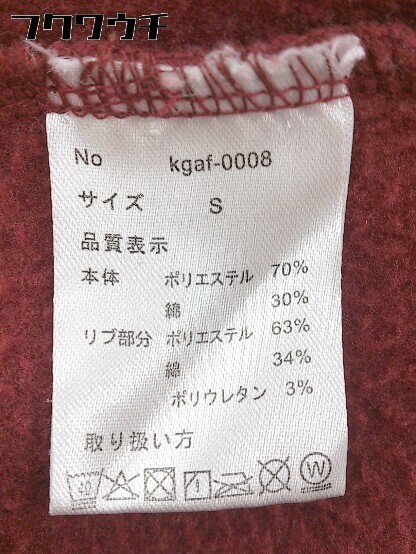 フクウウチ
No kgaf-0008
サイズ S
品質表示
本体 ポリエステル 70%
綿 30%
リブ部分 ポリエステル 63%
綿 34%
ポリウレタン 3%
取り扱い方
40
W